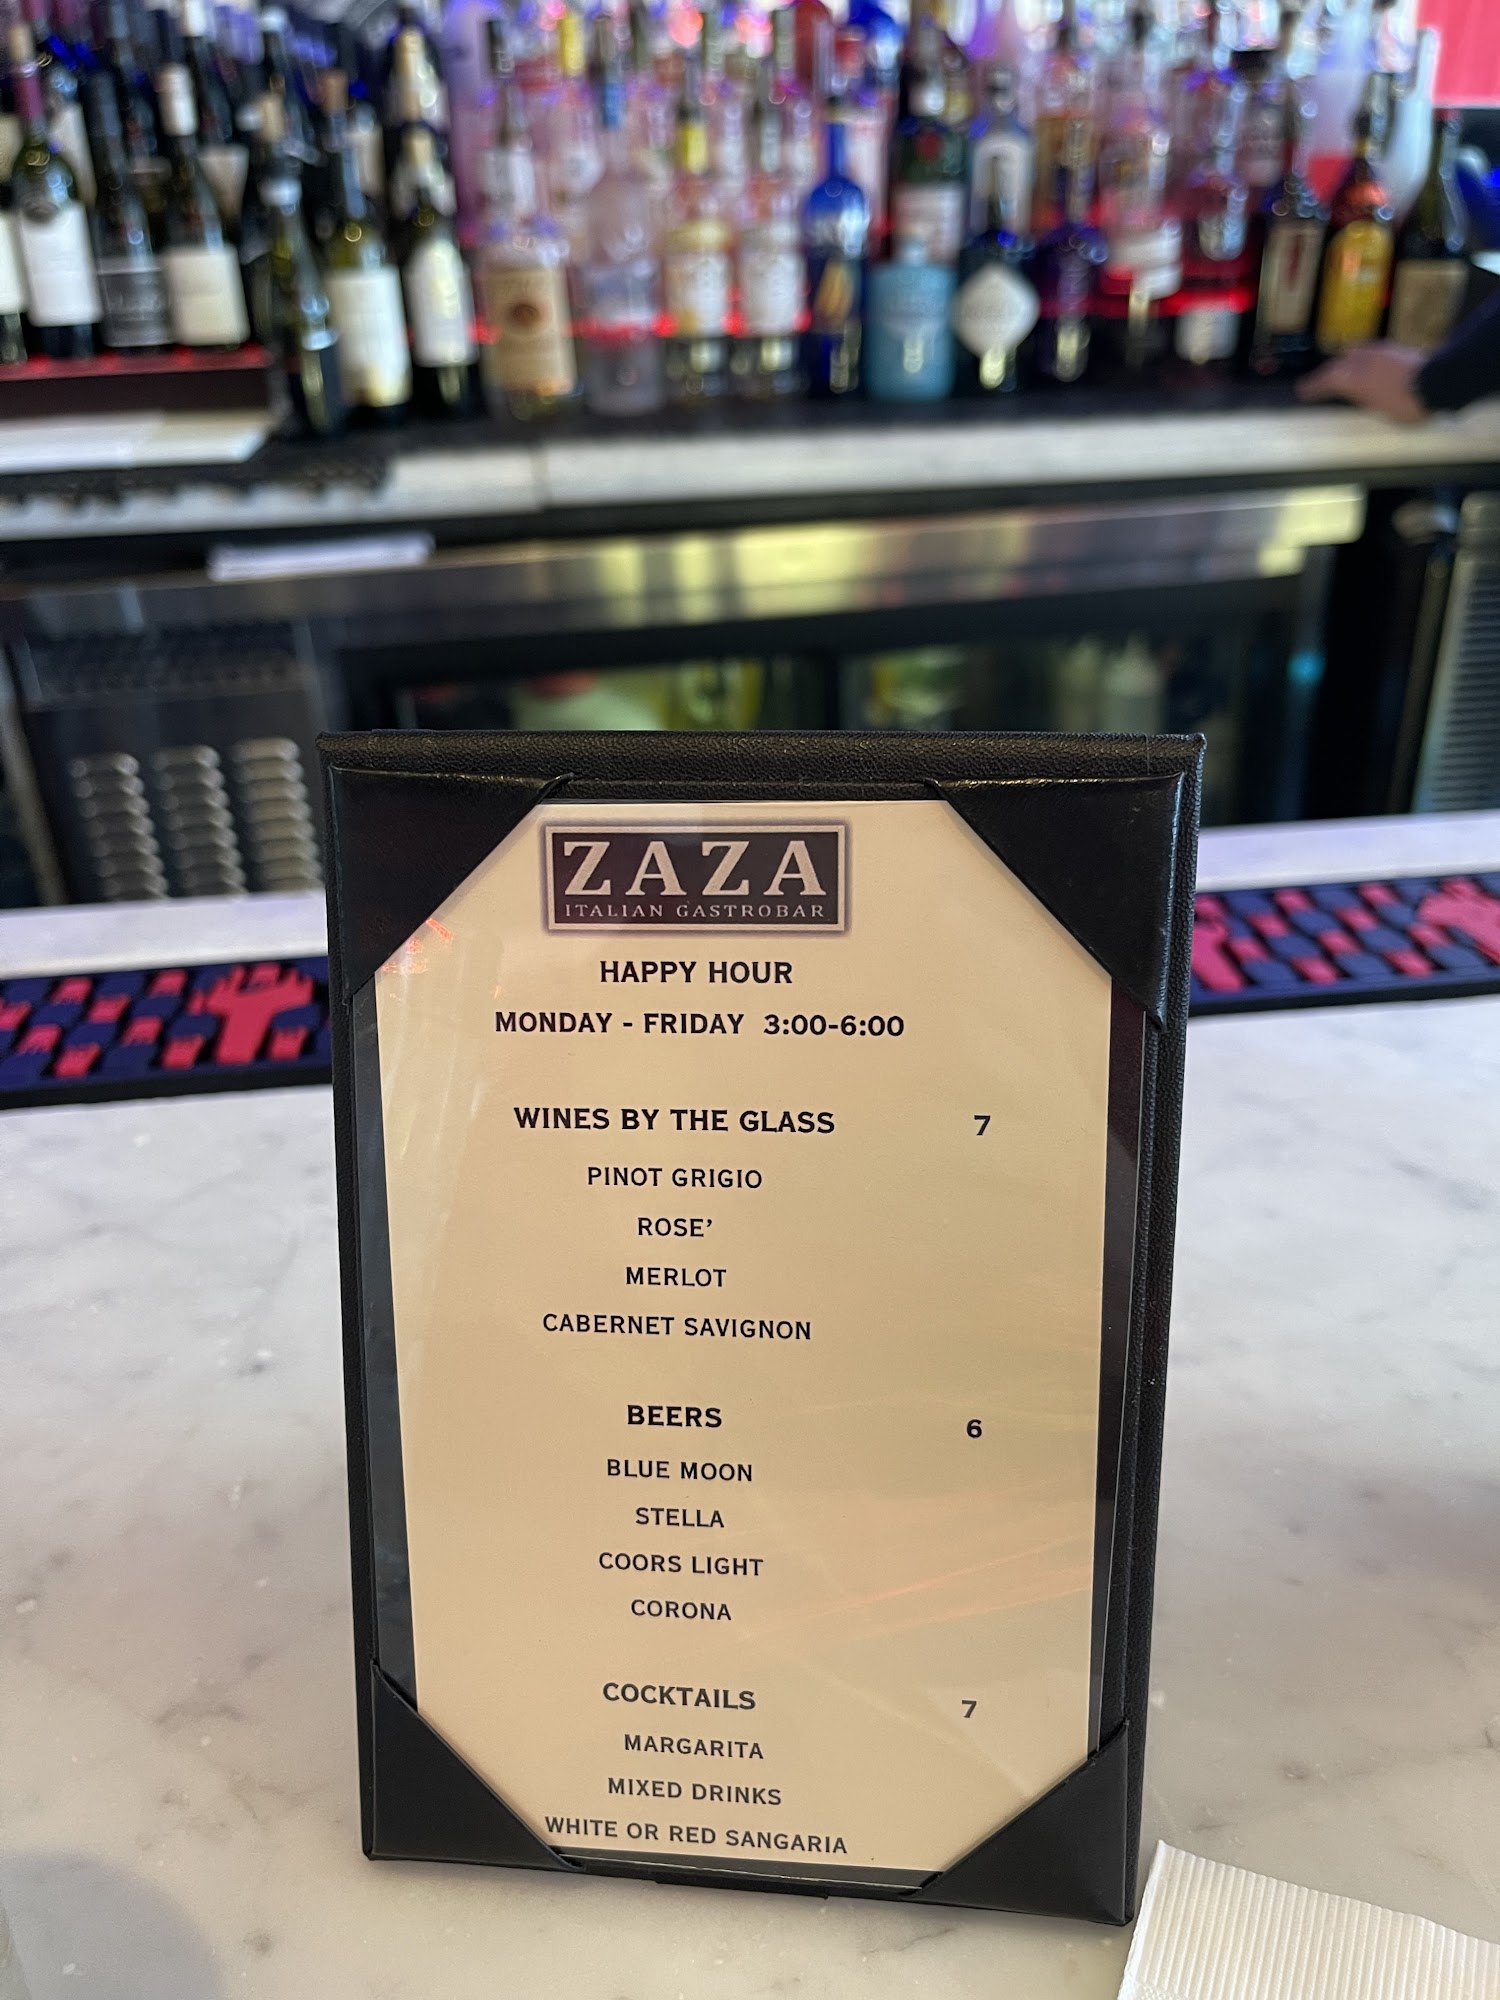 ZAZA
ITALIAN GASTROBAR
HAPPY HOUR
MONDAY - FRIDAY 3:00-6:00
WINES BY THE GLASS 7
PINOT GRIGIO
ROSE'
MERLOT
CABERNET SAVIGNON
BEERS 6
BLUE MOON
STELLA
COORS LIGHT
CORONA
COCKTAILS 7
MARGARITA
MIXED DRINKS
WHITE OR RED SANGARIA